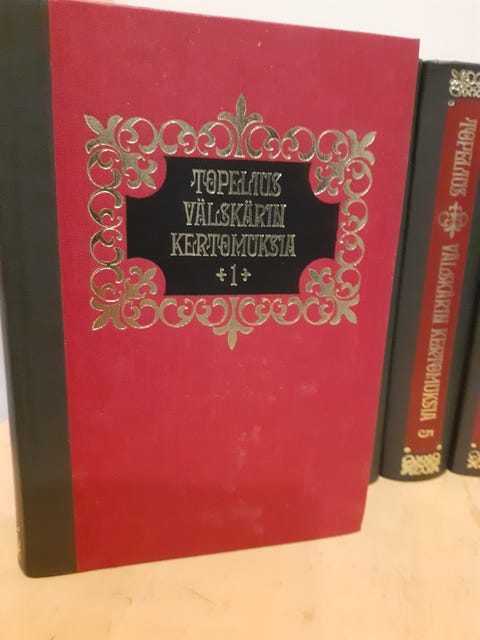 TOPELIUS
VÄLSKÄRIN
KERTOMUKSIA
1
TOPELIUS VÄLSKÄRIN KERTOMUKSIA 5